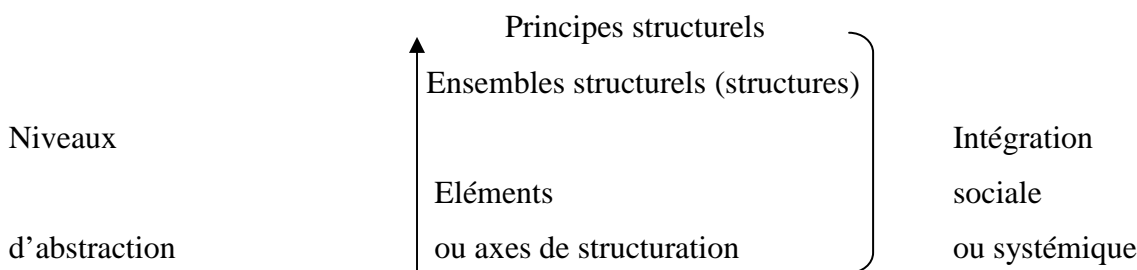 Principes structurels
Ensembles structurels (structures)
Niveaux Intégration
Eléments sociale
d'abstraction ou axes de structuration ou systémique